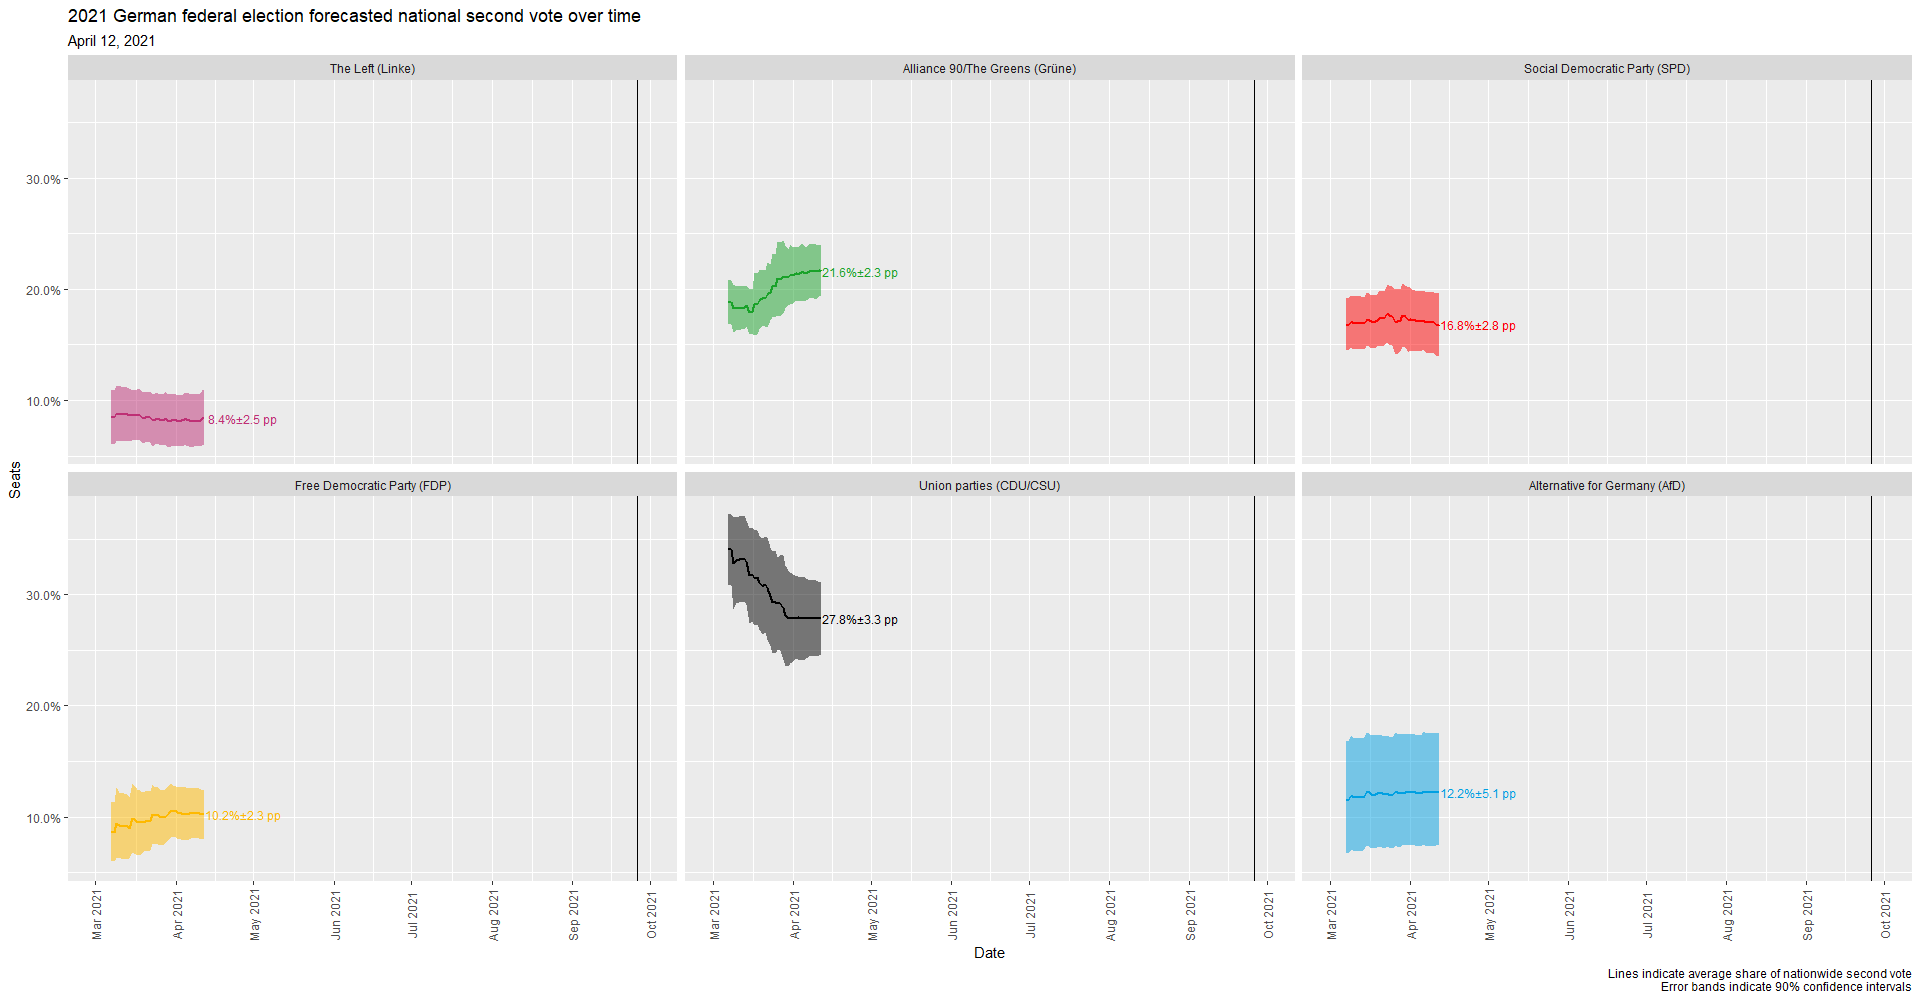 2021 German federal election forecasted national second vote over time
April 12, 2021
The Left (Linke)
Alliance 90/The Greens (Grüne)
Social Democratic Party (SPD)
30.0%
20.0%
10.0%
8.4%±2.5 pp
21.6%±2.3 pp
16.8%±2.8 pp
Seats
Free Democratic Party (FDP)
Union parties (CDU/CSU)
Alternative for Germany (AfD)
30.0%
20.0%
10.0%
10.2%±2.3 pp
27.8%±3.3 pp
12.2%±5.1 pp
Mar 2021
Apr 2021
May 2021
Jun 2021
Jul 2021
Aug 2021
Sep 2021
Oct 2021
Mar 2021
Apr 2021
May 2021
Jun 2021
Jul 2021
Aug 2021
Sep 2021
Oct 2021
Mar 2021
Apr 2021
May 2021
Jun 2021
Jul 2021
Aug 2021
Sep 2021
Oct 2021
Date
Lines indicate average share of nationwide second vote
Error bands indicate 90% confidence intervals